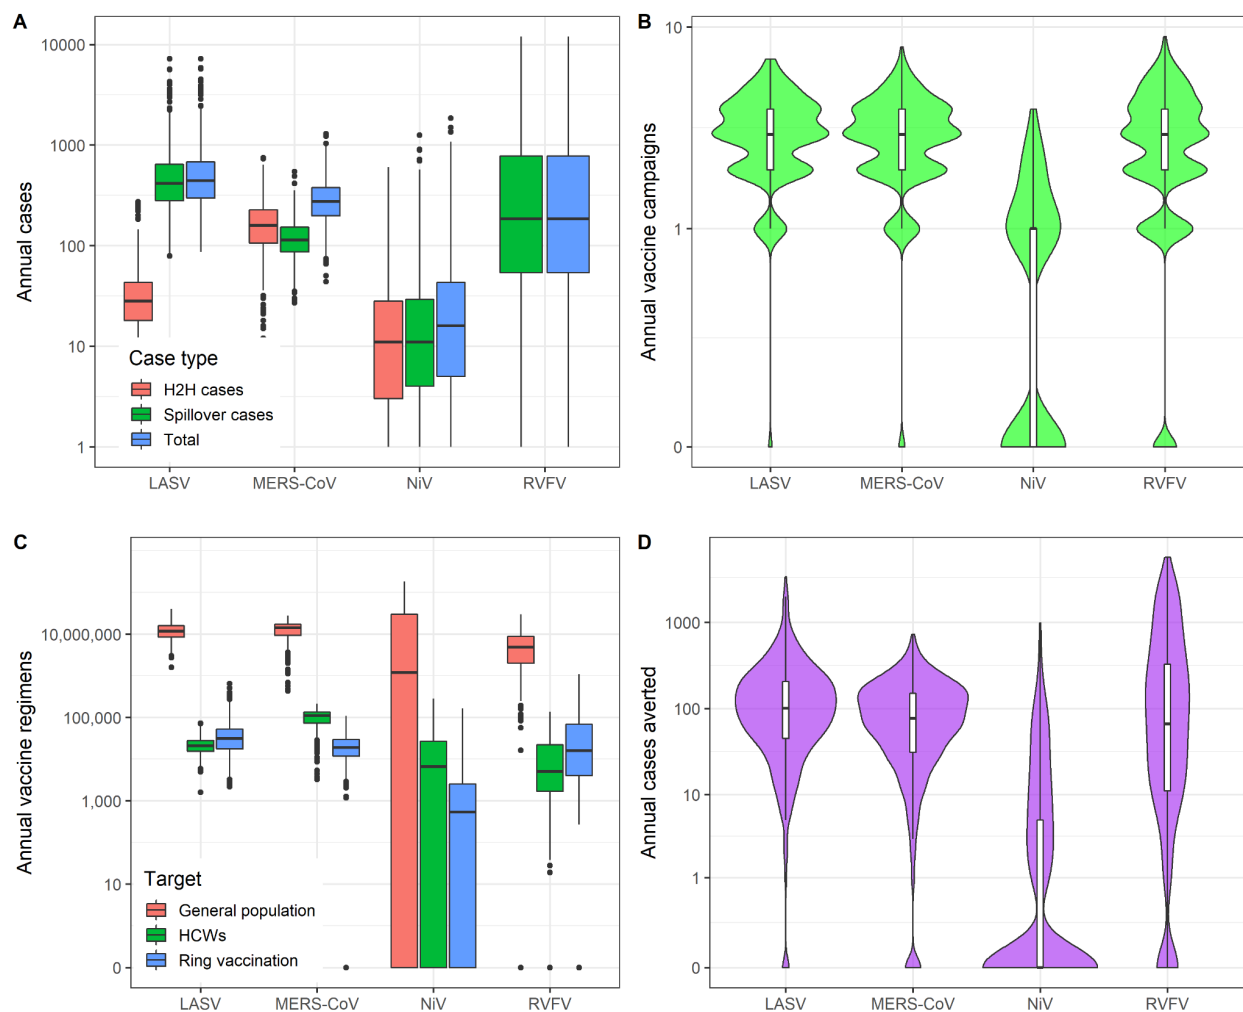 A
Annual cases
10000
1000
100
10
1
Case type
H2H cases
Spillover cases
Total
LASV
MERS-CoV
NiV
RVFV
B
Annual vaccine campaigns
10
1
0
LASV
MERS-CoV
NiV
RVFV
C
Annual vaccine regimens
10,000,000
100,000
1,000
10
0
Target
General population
HCWs
Ring vaccination
LASV
MERS-CoV
NiV
RVFV
D
Annual cases averted
1000
100
10
1
0
LASV
MERS-CoV
NiV
RVFV